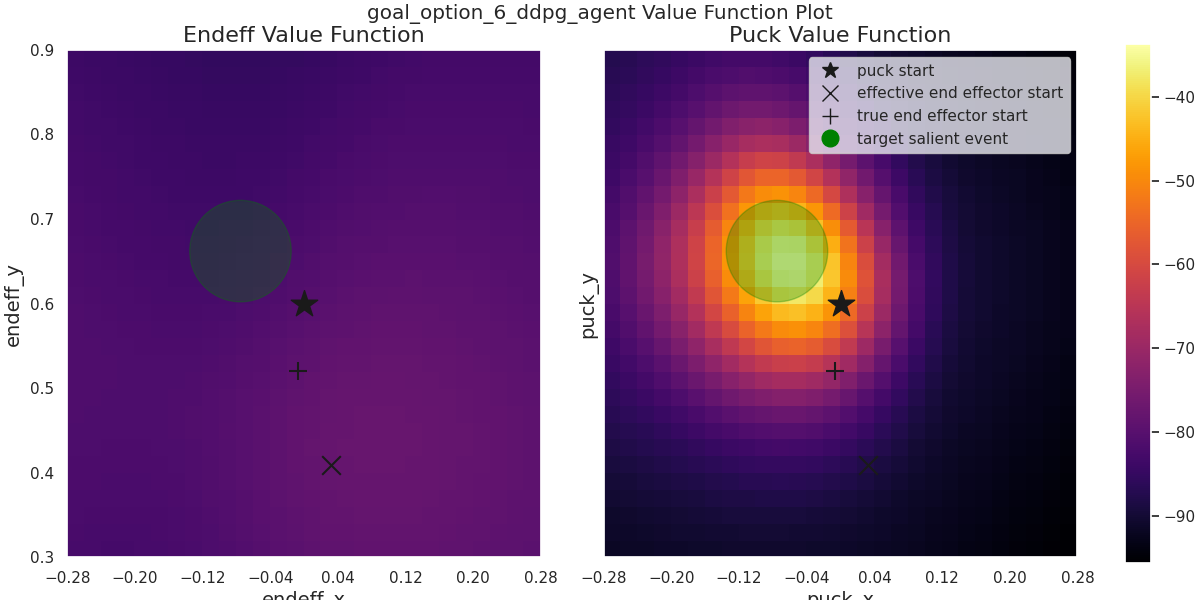 goal_option_6_ddpg_agent Value Function Plot
Endeff Value Function
Puck Value Function
puck start
effective end effector start
true end effector start
target salient event
endeff_y
0.9
0.8
0.7
0.6
0.5
0.4
0.3
−0.28 −0.20 −0.12 −0.04 0.04 0.12 0.20 0.28
endeff_x
puck_y
−0.28 −0.20 −0.12 −0.04 0.04 0.12 0.20 0.28
puck_x
−40
−50
−60
−70
−80
−90